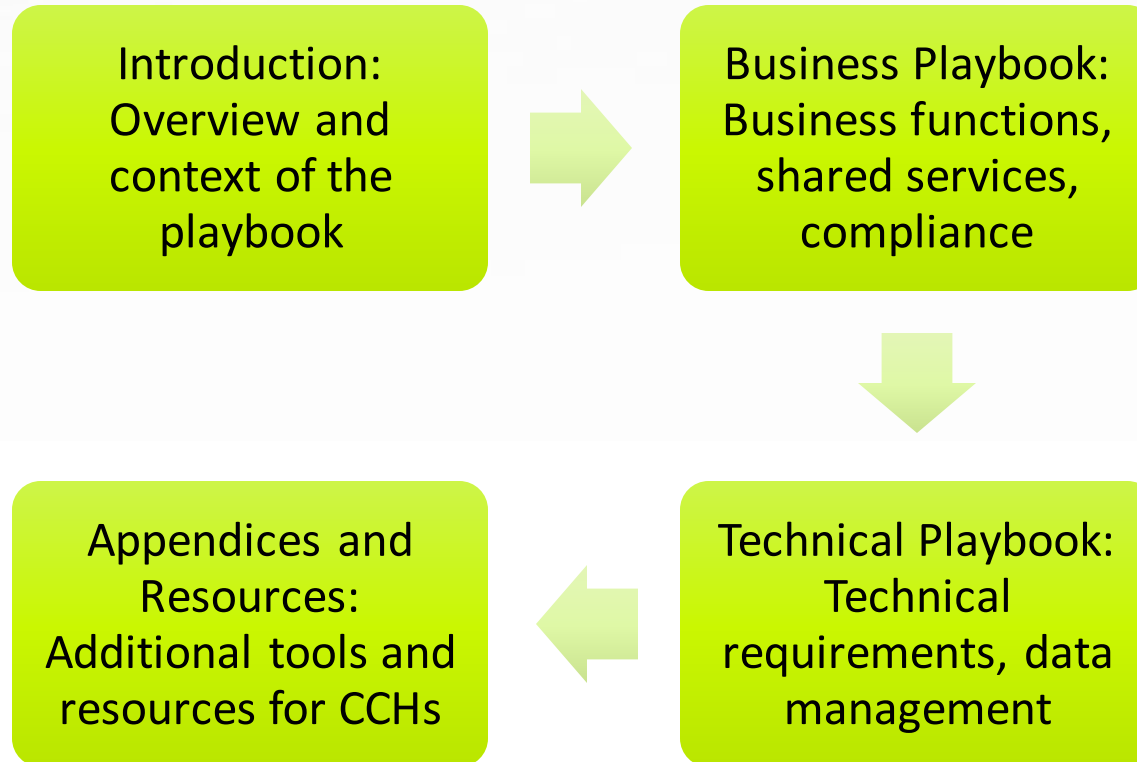 Introduction:
Overview and
context of the
playbook
Business Playbook:
Business functions,
shared services,
compliance
Technical Playbook:
Technical
requirements, data
management
Appendices and
Resources:
Additional tools and
resources for CCHs